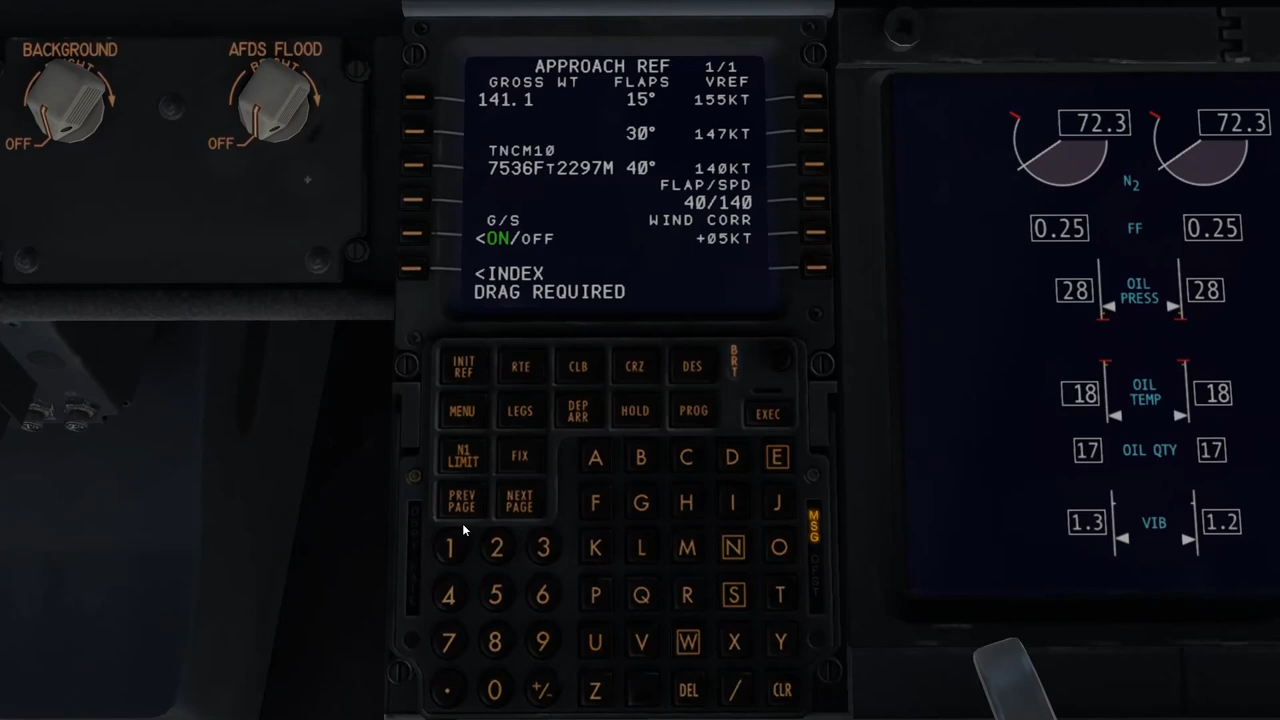 BACKGROUND
BRIGHT
OFF
AFDS FLOOD
BRIGHT
OFF
APPROACH REF 1/1
GROSS WT FLAPS VREF
141.1 15° 155KT
30° 147KT
TNCM10
7536FT2297M 40° 140KT
FLAP/SPD
40/140
G/S WIND CORR
<ON/OFF +05KT
<INDEX
DRAG REQUIRED
INIT REF RTE CLB CRZ DES BRT
MENU LEGS DEP ARR HOLD PROG EXEC
N1 LIMIT FIX
PREV PAGE NEXT PAGE
A B C D E
F G H I J
1 2 3 K L M N O
4 5 6 P Q R S T
7 8 9 U V W X Y
. 0 +/- Z DEL / CLR
MSG
OFST
72.3 72.3
N2
0.25 FF 0.25
28 OIL PRESS 28
18 OIL TEMP 18
17 OIL QTY 17
1.3 VIB 1.2